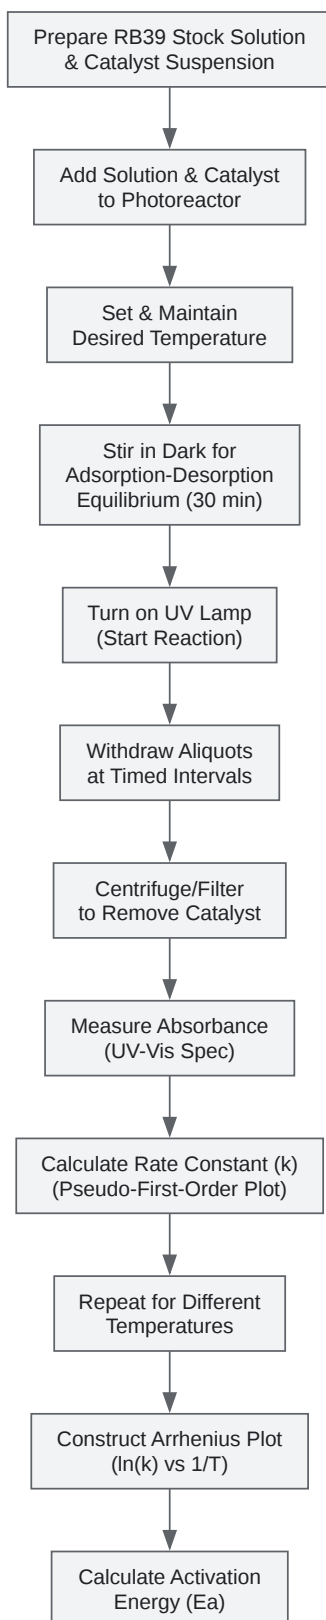 Prepare RB39 Stock Solution
& Catalyst Suspension
Add Solution & Catalyst
to Photoreactor
Set & Maintain
Desired Temperature
Stir in Dark for
Adsorption-Desorption
Equilibrium (30 min)
Turn on UV Lamp
(Start Reaction)
Withdraw Aliquots
at Timed Intervals
Centrifuge/Filter
to Remove Catalyst
Measure Absorbance
(UV-Vis Spec)
Calculate Rate Constant (k)
(Pseudo-First-Order Plot)
Repeat for Different
Temperatures
Construct Arrhenius Plot
(ln(k) vs 1/T)
Calculate Activation
Energy (Ea)